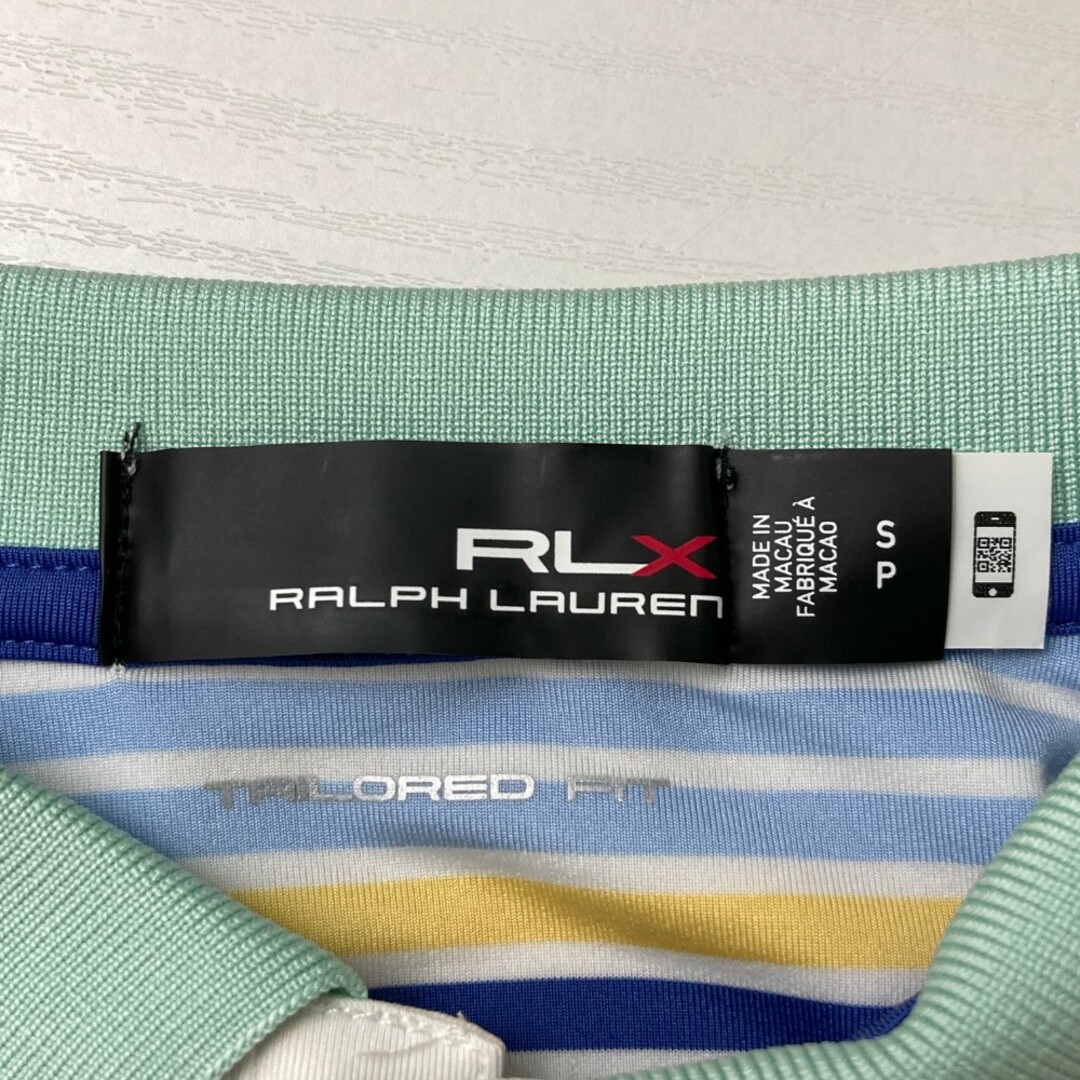 RLX
RALPH LAUREN
MADE IN
MACAU
FABRIQUÉ À
MACAO
S
P
TAILORED FIT